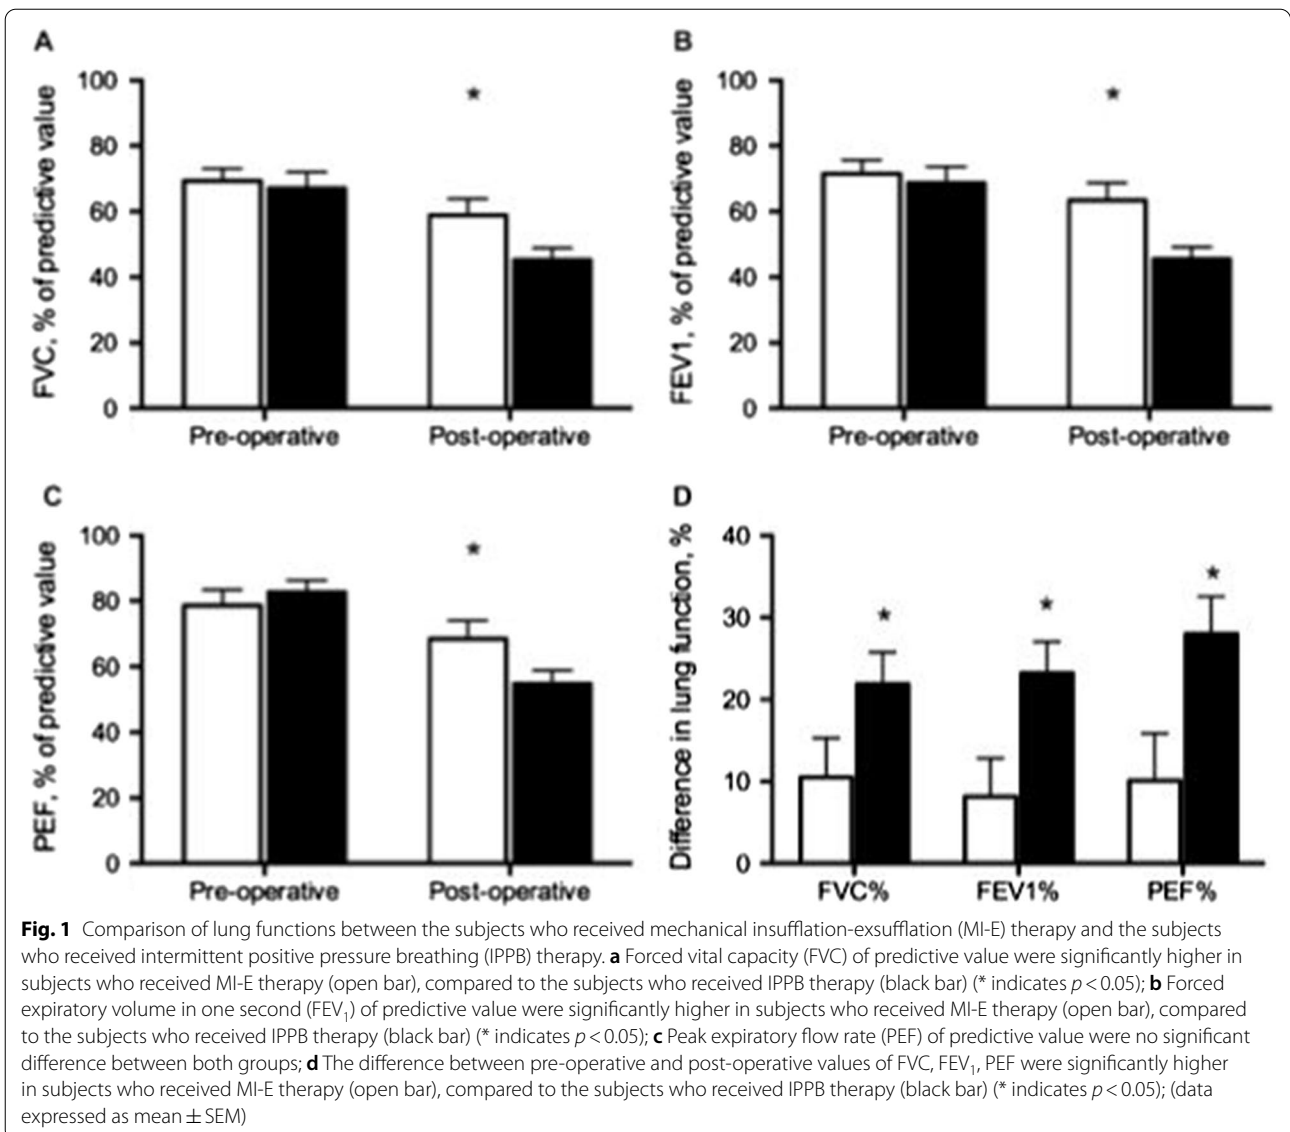 A
FVC, % of predictive value
100
80
60
40
20
0
*
Pre-operative
Post-operative
B
FEV1, % of predictive value
100
80
60
40
20
0
*
Pre-operative
Post-operative
C
PEF, % of predictive value
100
80
60
40
20
0
*
Pre-operative
Post-operative
D
Difference in lung function, %
40
30
20
10
0
*
*
*
FVC%
FEV1%
PEF%
Fig. 1 Comparison of lung functions between the subjects who received mechanical insufflation-exsufflation (MI-E) therapy and the subjects
who received intermittent positive pressure breathing (IPPB) therapy. a Forced vital capacity (FVC) of predictive value were significantly higher in
subjects who received MI-E therapy (open bar), compared to the subjects who received IPPB therapy (black bar) (* indicates p < 0.05); b Forced
expiratory volume in one second (FEV₁) of predictive value were significantly higher in subjects who received MI-E therapy (open bar), compared
to the subjects who received IPPB therapy (black bar) (* indicates p < 0.05); c Peak expiratory flow rate (PEF) of predictive value were no significant
difference between both groups; d The difference between pre-operative and post-operative values of FVC, FEV₁, PEF were significantly higher
in subjects who received MI-E therapy (open bar), compared to the subjects who received IPPB therapy (black bar) (* indicates p < 0.05); (data
expressed as mean ± SEM)